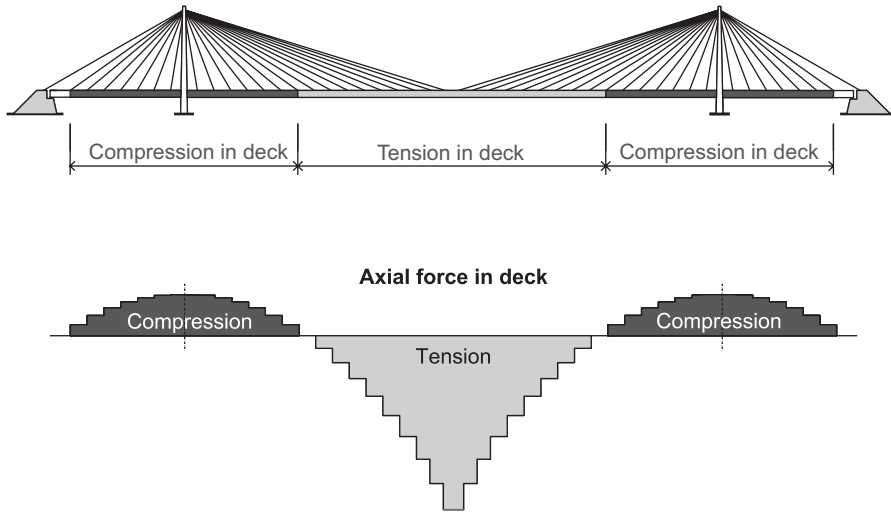 Compression in deck
Tension in deck
Compression in deck
Axial force in deck
Compression
Tension
Compression